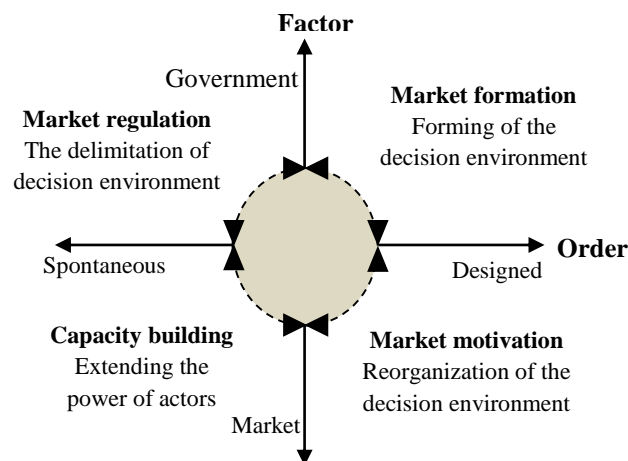 Factor
Government
Market regulation
The delimitation of
decision environment
Market formation
Forming of the
decision environment
Spontaneous
Designed
Order
Capacity building
Extending the
power of actors
Market motivation
Reorganization of the
decision environment
Market